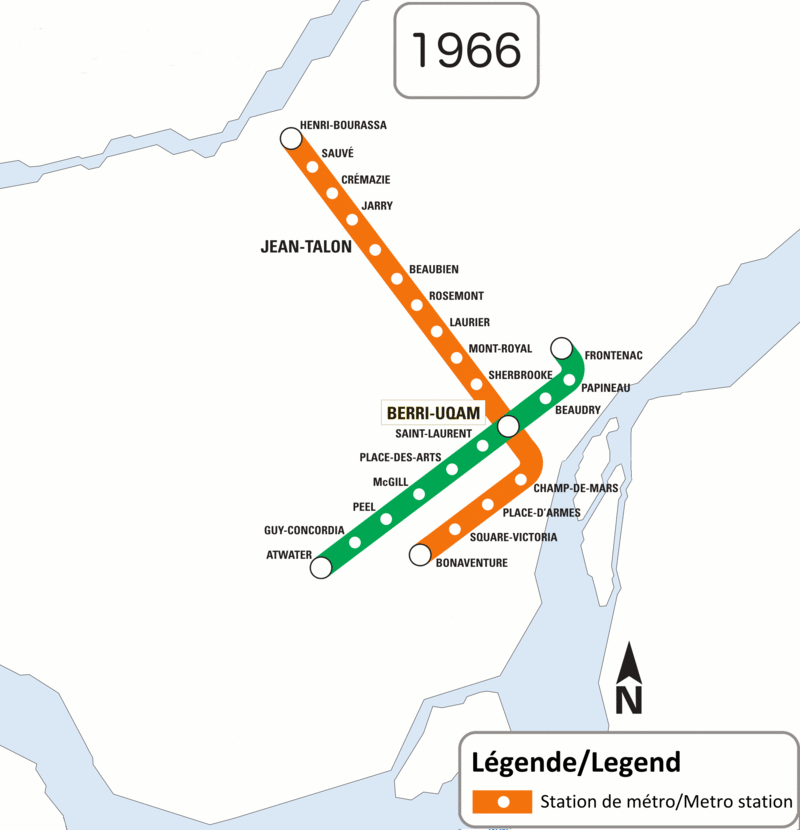 1966
HENRI-BOURASSA
SAUVÉ
CRÉMAZIE
JARRY
JEAN-TALON
BEAUBIEN
ROSEMONT
LAURIER
MONT-ROYAL
FRONTENAC
SHERBROOKE
PAPINEAU
BEAUDRY
BERRI-UQAM
SAINT-LAURENT
PLACE-DES-ARTS
McGILL
CHAMP-DE-MARS
PEEL
PLACE-D'ARMES
GUY-CONCORDIA
SQUARE-VICTORIA
ATWATER
BONAVENTURE
N
Légende/Legend
Station de métro/Metro station